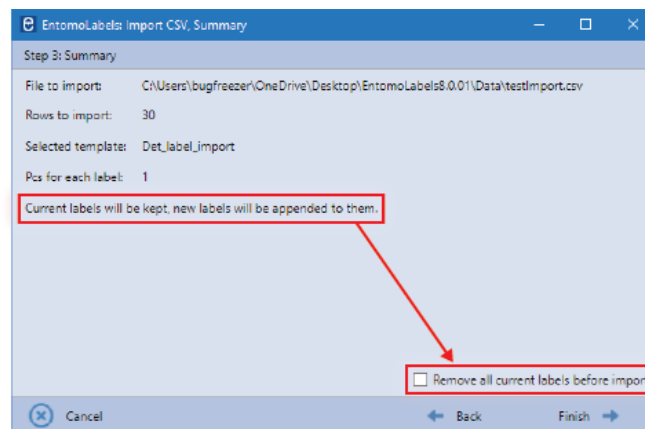 EntomoLabels: Import CSV, Summary
Step 3: Summary
File to import: C:\Users\bugfreezer\OneDrive\Desktop\EntomoLabels8.0.01\Data\testImport.csv
Rows to import: 30
Selected template: Det_label_import
Pcs for each label: 1
Current labels will be kept, new labels will be appended to them.
Remove all current labels before impor
Cancel Back Finish